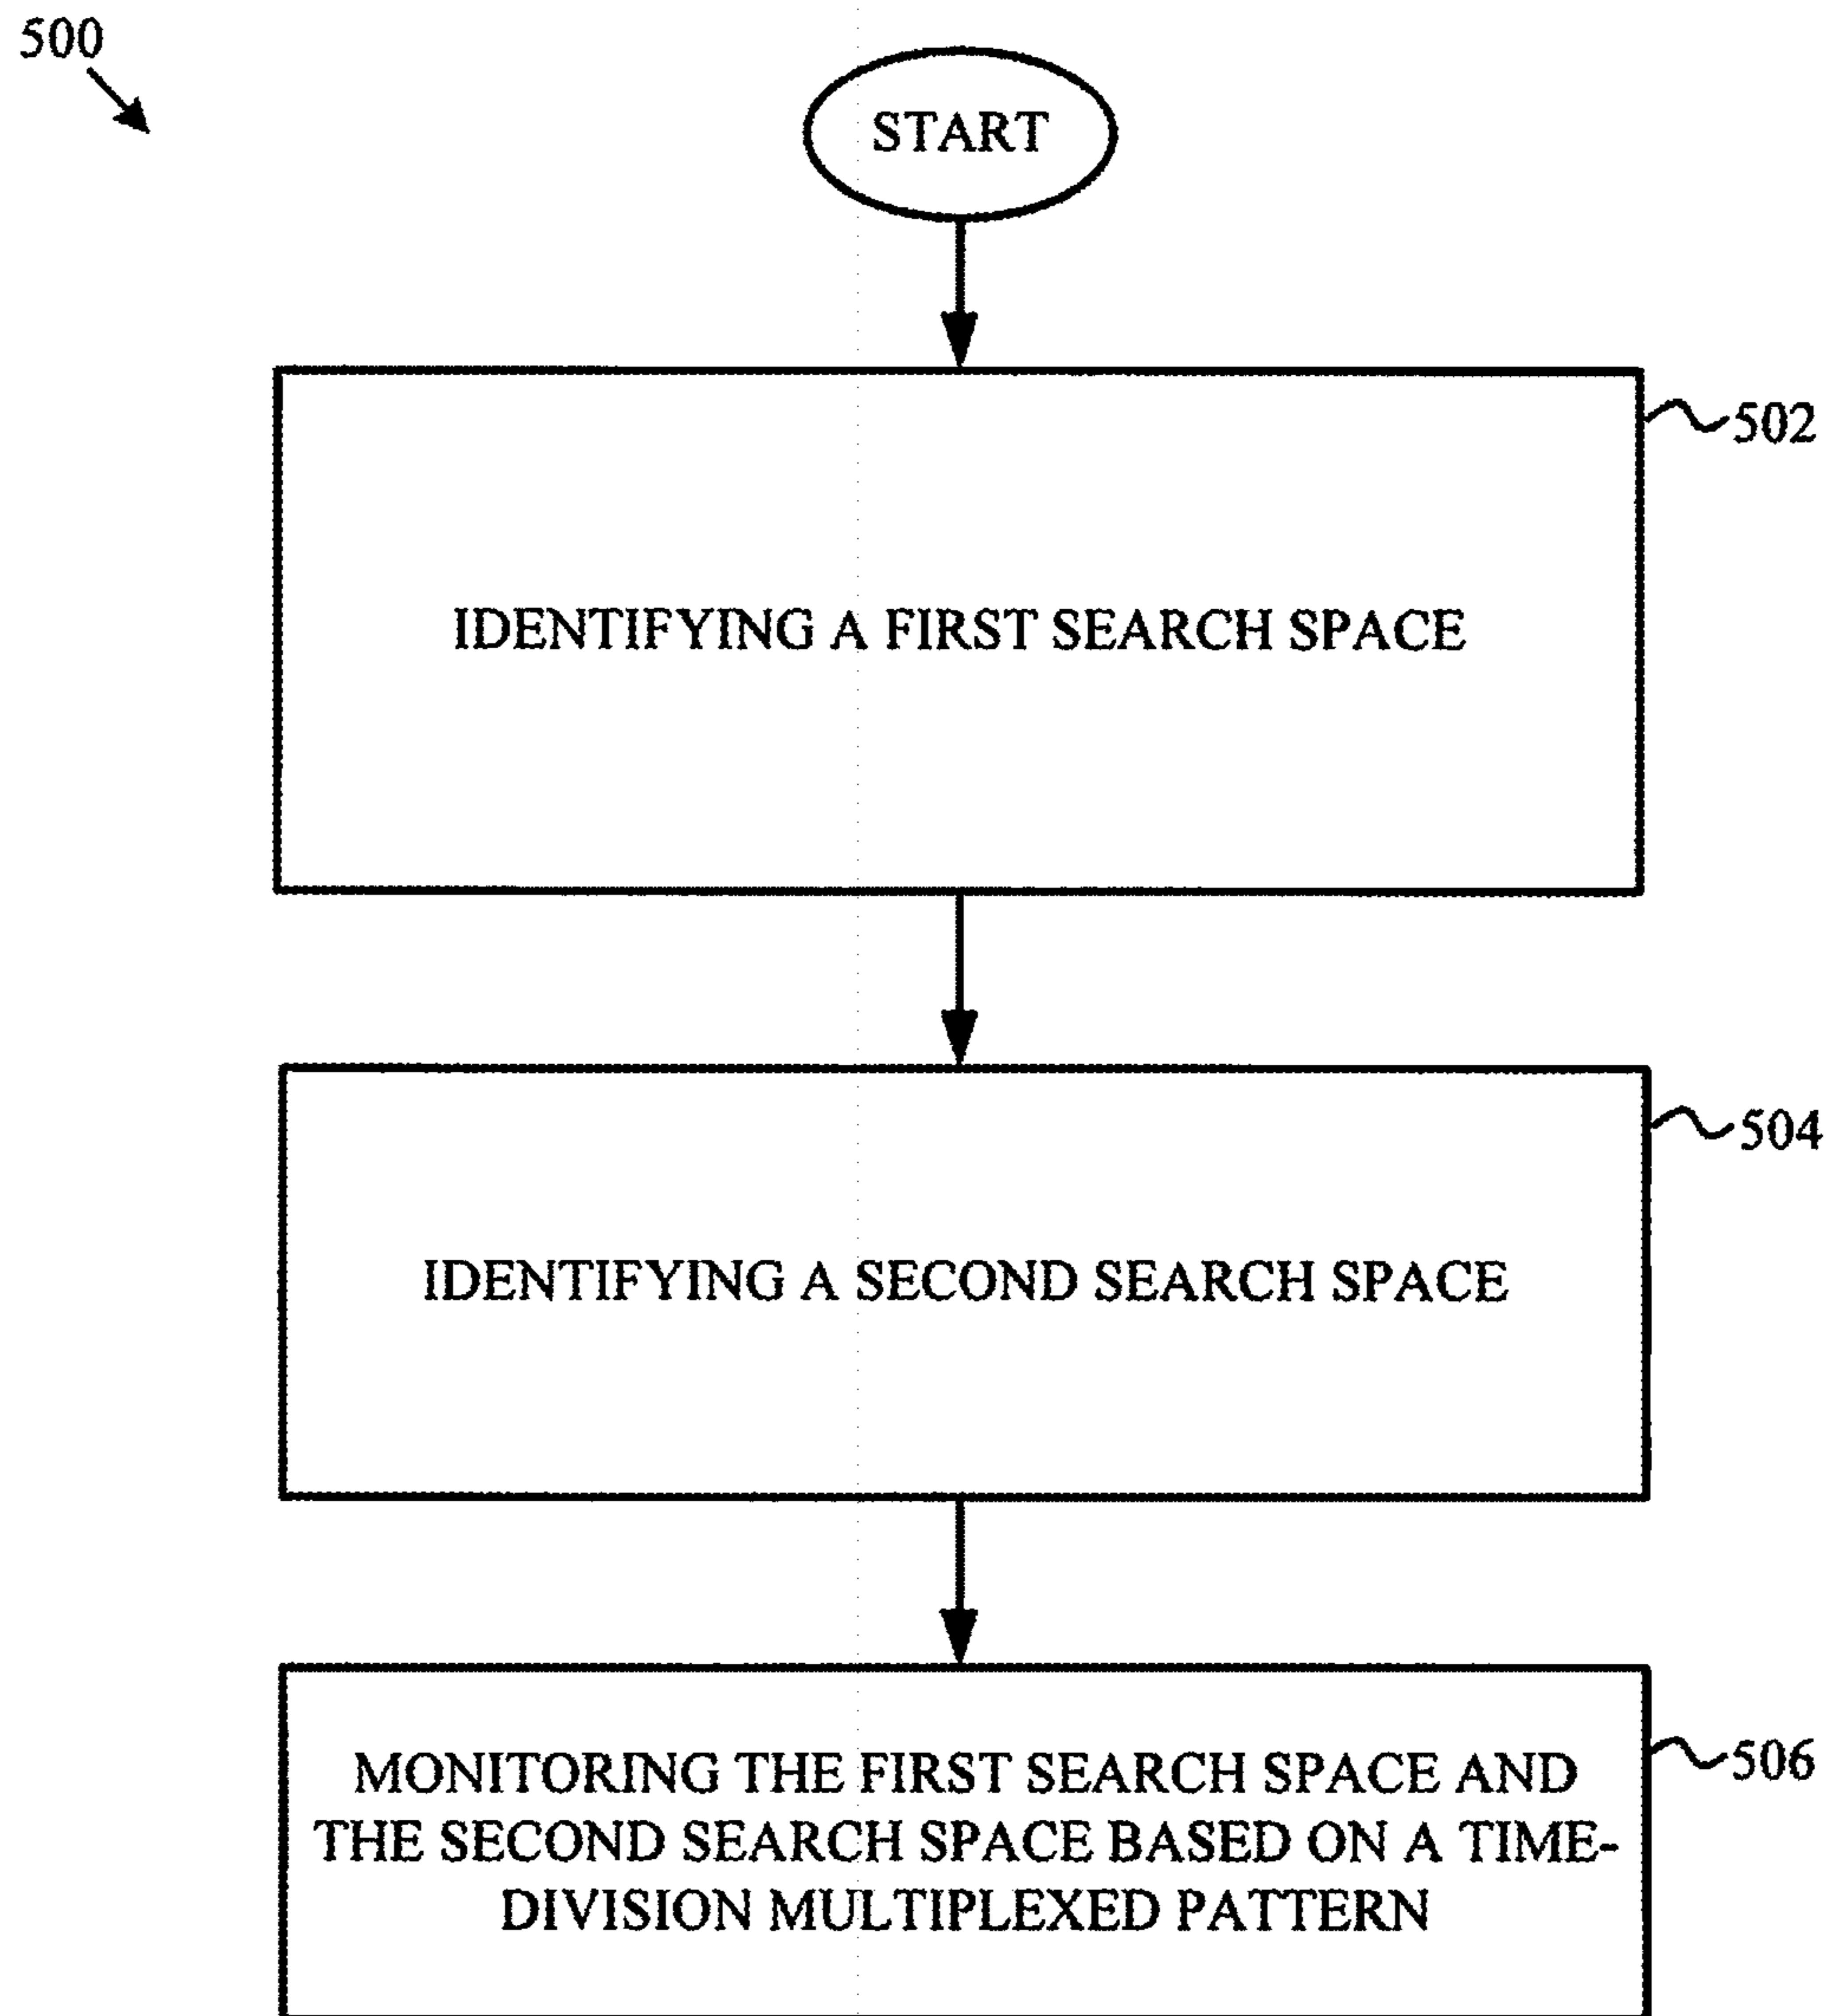 500
START
502
IDENTIFYING A FIRST SEARCH SPACE
504
IDENTIFYING A SECOND SEARCH SPACE
506
MONITORING THE FIRST SEARCH SPACE AND
THE SECOND SEARCH SPACE BASED ON A TIME-
DIVISION MULTIPLEXED PATTERN